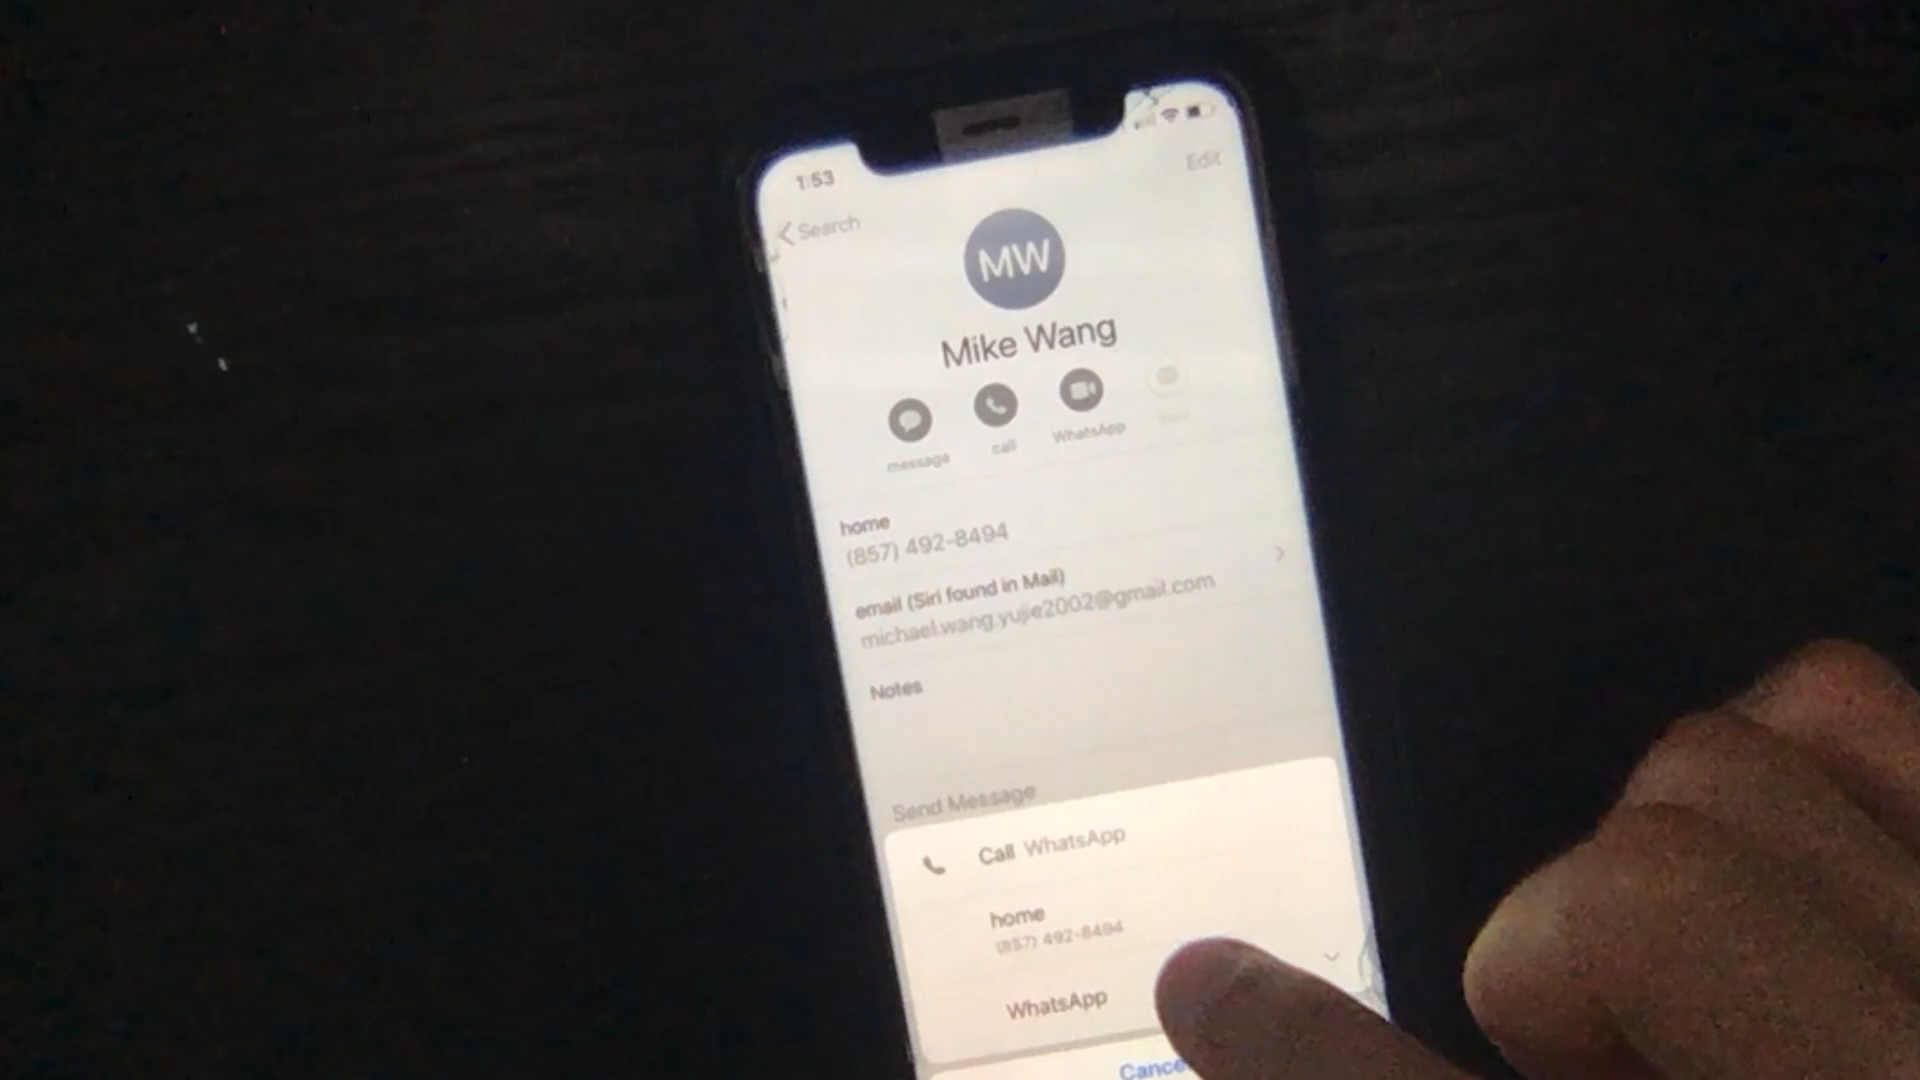 1:53
Edit
Search
MW
Mike Wang
message
call
WhatsApp
home
(857) 492-8494
email (Siri found in Mail)
michael.wang.yujie2002@gmail.com
Notes
Send Message
Call WhatsApp
home
(857) 492-8494
WhatsApp